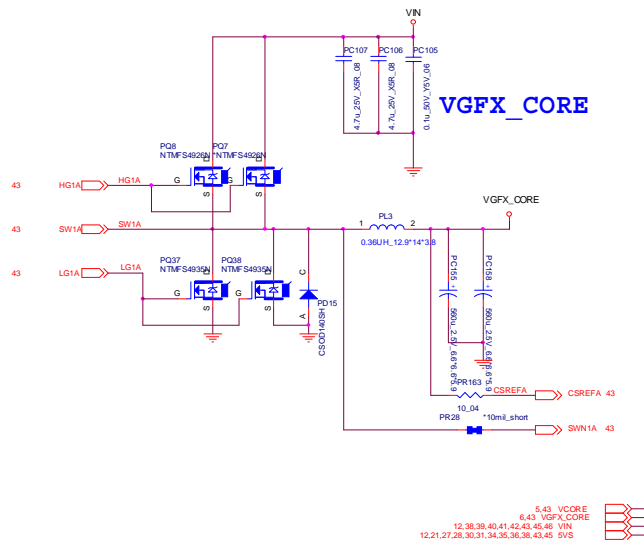 VIN
PC107
PC106
PC105
4.7u_25V_X5R_08
4.7u_25V_X5R_08
0.1u_50V_Y5V_06
VGFX_CORE
PQ8
PQ7
NTMFS4926N
*NTMFS4926N
D
D
43
HG1A
HG1A
G
G
S
S
VGFX_CORE
43
SW1A
SW1A
1
PL3
2
0.36UH_12.9*14*3.8
43
LG1A
LG1A
PQ37
PQ38
NTMFS4935N
NTMFS4935N
D
D
G
G
S
S
C
A
PD15
CSOD140SH
PC155
+
PC158
+
560u_2.5V_6.6*6.6*5.9
560u_2.5V_6.6*6.6*5.9
PR163
10_04
CSREFA
CSREFA 43
PR28
*10mil_short
SWN1A 43
5,43 VCORE
6,43 VGFX_CORE
12,38,39,40,41,42,43,45,46 VIN
12,21,27,28,30,31,34,35,36,38,43,45 5VS